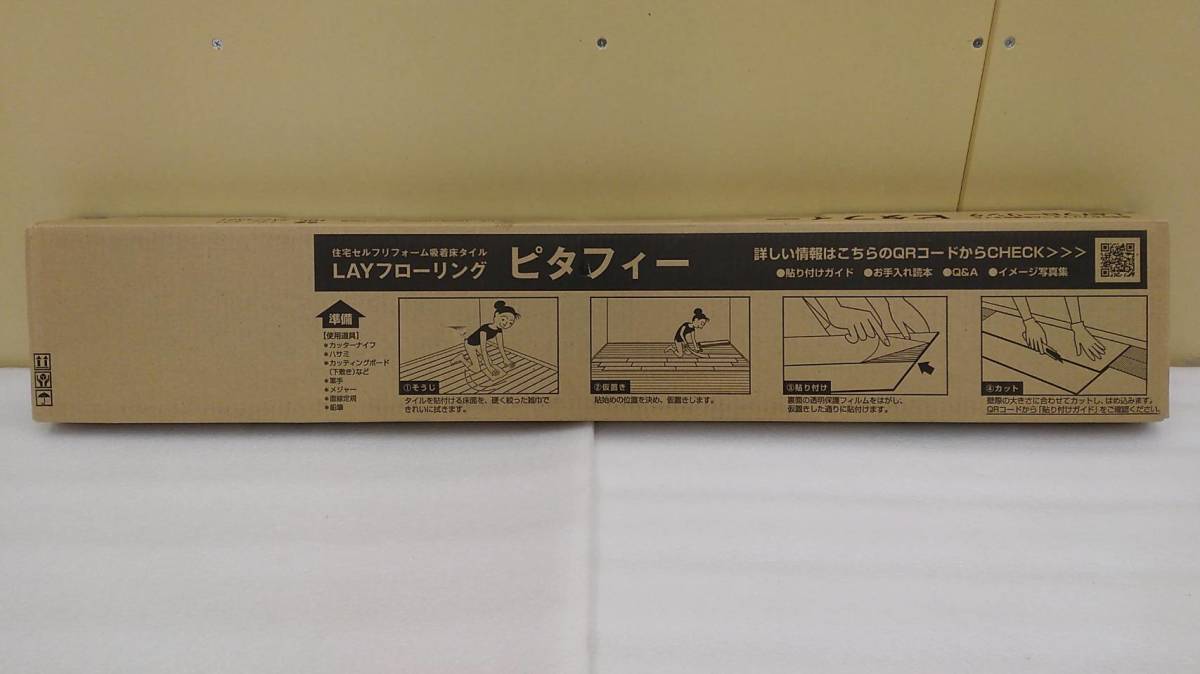 住宅セルフリフォーム吸着床タイル
LAYフローリング ピタフィー
詳しい情報はこちらのQRコードからCHECK>>>
●貼り付けガイド ●お手入れ読本 ●Q&A ●イメージ写真集
準備
【使用道具】
*カッターナイフ
*ハサミ
*カッティングボード
(下敷き)など
*軍手
*メジャー
*直線定規
*鉛筆
①そうじ
タイルを貼付ける床面を、硬く絞った雑巾で
きれいに拭きます。
②仮置き
貼始めの位置を決め、仮置きします。
③貼り付け
裏面の透明保護フィルムをはがし、
仮置きした通りに貼付けます。
④カット
壁際の大きさに合わせてカットし、はめ込みます。
QRコードから「貼り付けガイド」をご確認ください。